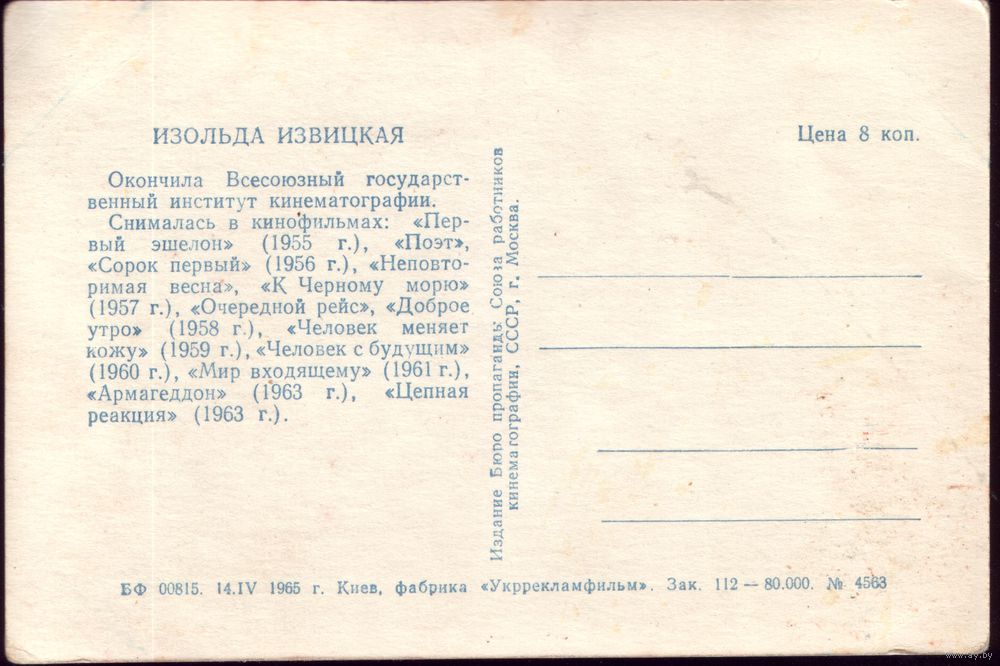 ИЗОЛЬДА ИЗВИЦКАЯ
Окончила Всесоюзный государст-
венный институт кинематографии.
Снималась в кинофильмах: «Пер-
вый эшелон» (1955 г.), «Поэт»,
«Сорок первый» (1956 г.), «Неповто-
римая весна», «К Черному морю»
(1957 г.), «Очередной рейс», «Доброе
утро» (1958 г.), «Человек меняет
кожу» (1959 г.), «Человек с будущим»
(1960 г.), «Мир входящему» (1961 г.),
«Армагеддон» (1963 г.), «Цепная
реакция» (1963 г.).
Издание Бюро пропаганды Союза работников
кинематографии, СССР, г. Москва.
Цена 8 коп.
БФ 00815. 14.IV 1965 г. Киев, фабрика «Укррекламфильм». Зак. 112 — 80.000. № 4563
www.ay.by